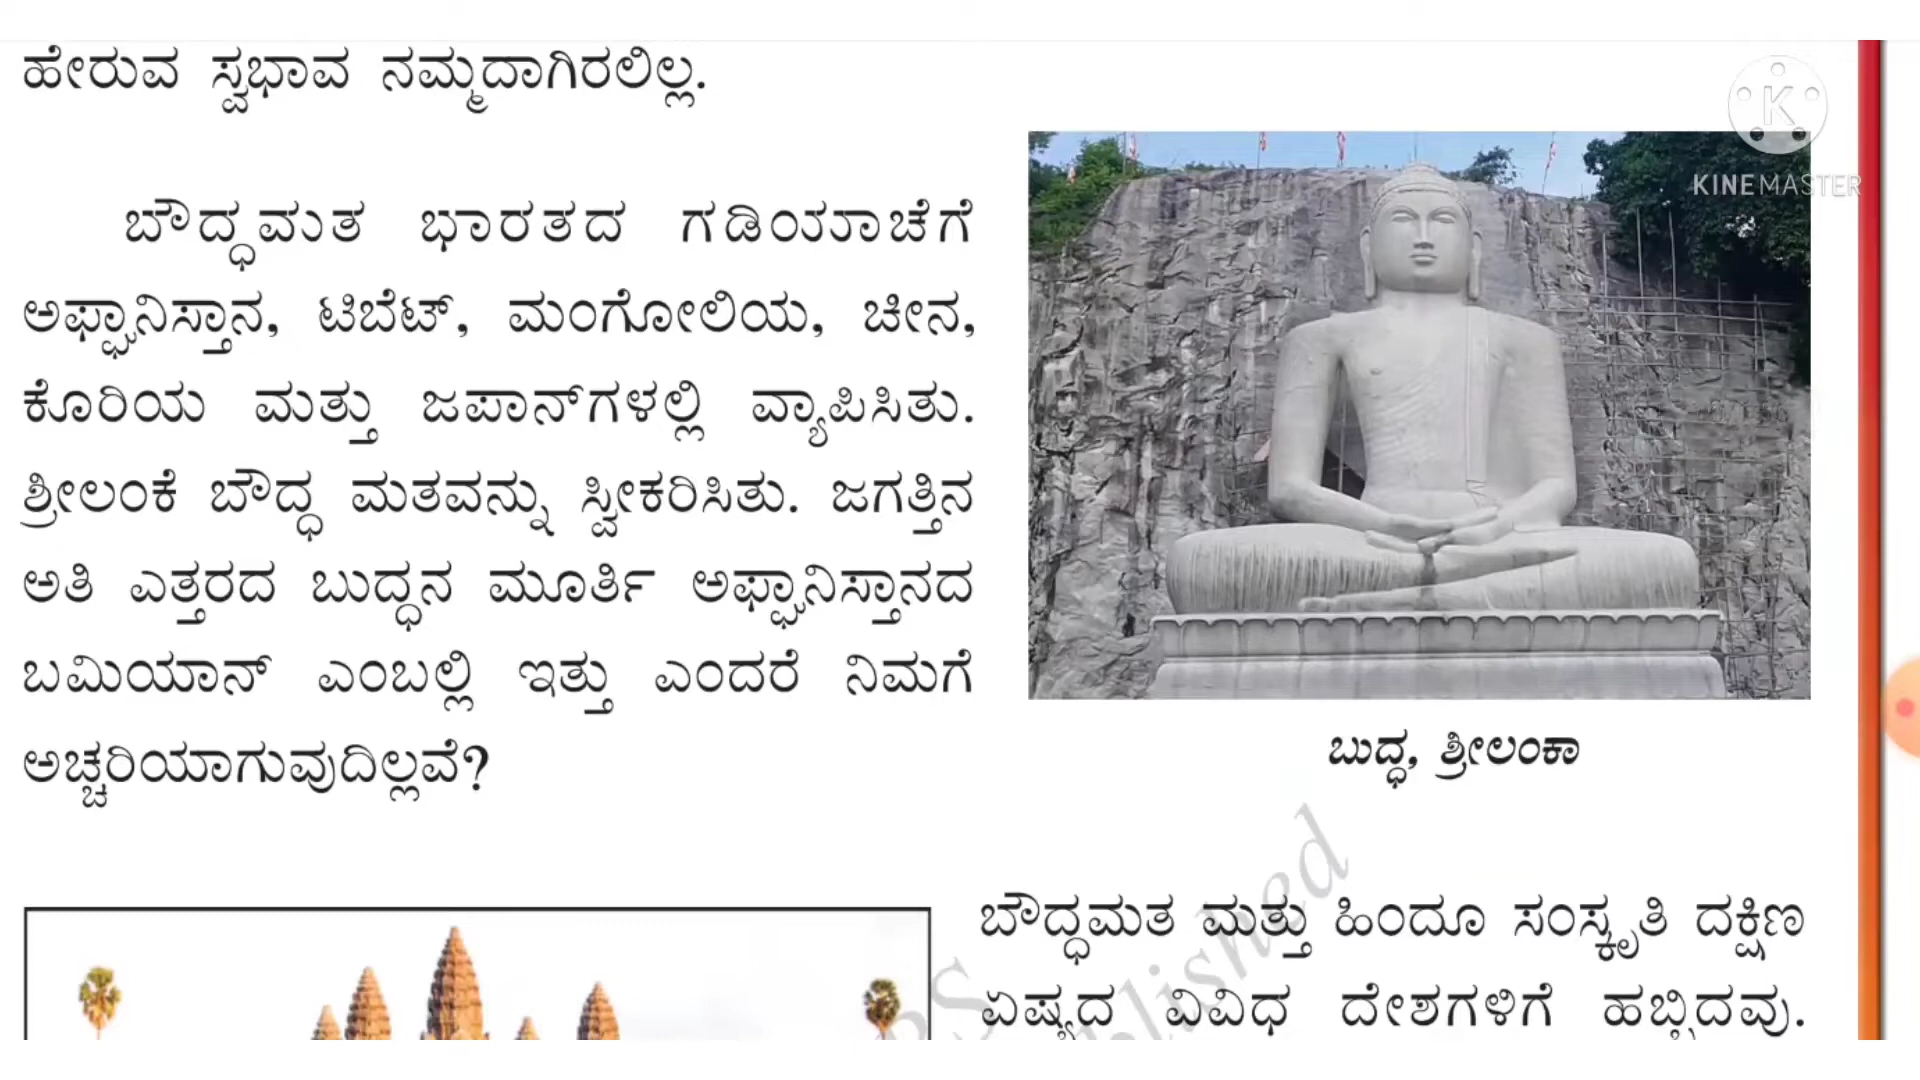 ಹೇರುವ ಸ್ವಭಾವ ನಮ್ಮದಾಗಿರಲಿಲ್ಲ.
ಬೌದ್ಧಮತ ಭಾರತದ ಗಡಿಯಾಚೆಗೆ
ಅಫ್ಘಾನಿಸ್ತಾನ, ಟಿಬೆಟ್, ಮಂಗೋಲಿಯ, ಚೀನ,
ಕೊರಿಯ ಮತ್ತು ಜಪಾನ್‌ಗಳಲ್ಲಿ ವ್ಯಾಪಿಸಿತು.
ಶ್ರೀಲಂಕೆ ಬೌದ್ಧ ಮತವನ್ನು ಸ್ವೀಕರಿಸಿತು. ಜಗತ್ತಿನ
ಅತಿ ಎತ್ತರದ ಬುದ್ಧನ ಮೂರ್ತಿ ಅಫ್ಘಾನಿಸ್ತಾನದ
ಬಮಿಯಾನ್ ಎಂಬಲ್ಲಿ ಇತ್ತು ಎಂದರೆ ನಿಮಗೆ
ಅಚ್ಚರಿಯಾಗುವುದಿಲ್ಲವೆ?
KINEMASTER
ಬುದ್ಧ, ಶ್ರೀಲಂಕಾ
ಬೌದ್ಧಮತ ಮತ್ತು ಹಿಂದೂ ಸಂಸ್ಕೃತಿ ದಕ್ಷಿಣ
ಏಷ್ಯದ ವಿವಿಧ ದೇಶಗಳಿಗೆ ಹಬ್ಬಿದವು.